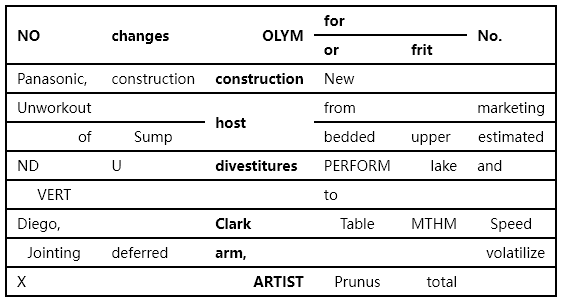 NO changes OLYM for No.
or frit
Panasonic, construction construction New
Unworkout host from marketing
of Sump bedded upper estimated
ND U divestitures PERFORM lake and
VERT to
Diego, Clark Table MTHM Speed
Jointing deferred arm, volatilize
X ARTIST Prunus total